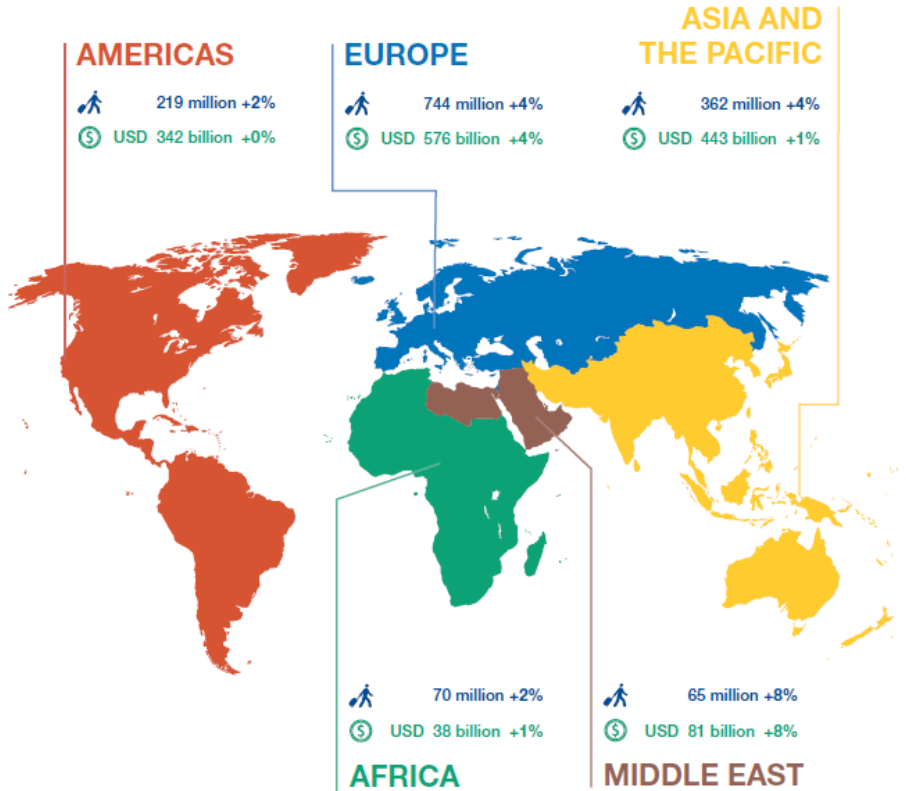 AMERICAS
219 million +2%
USD 342 billion +0%
EUROPE
744 million +4%
USD 576 billion +4%
ASIA AND
THE PACIFIC
362 million +4%
USD 443 billion +1%
70 million +2%
USD 38 billion +1%
AFRICA
65 million +8%
USD 81 billion +8%
MIDDLE EAST